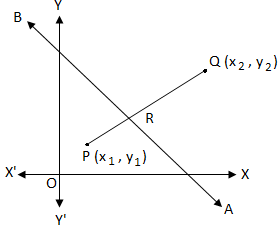 Y
B
Q (x₂ , y₂)
R
P (x₁ , y₁)
X' O X
Y' A